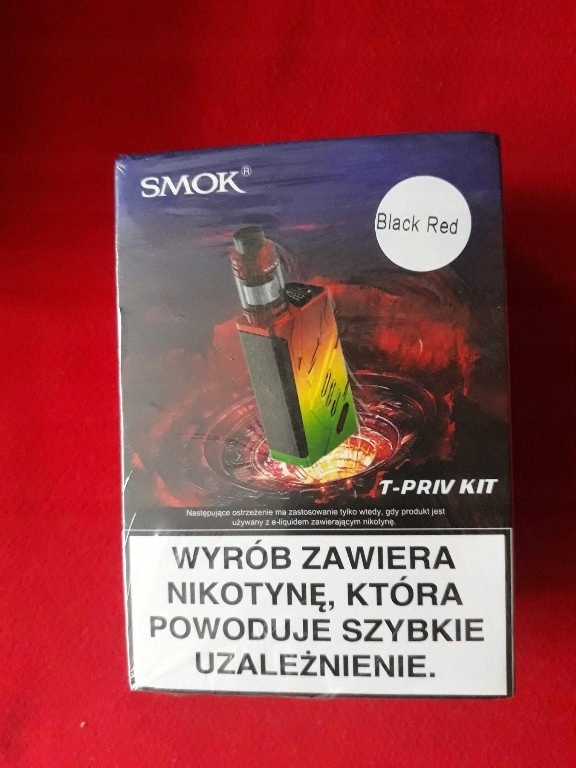 SMOK®
Black Red
T-PRIV KIT
Następujące ostrzeżenie ma zastosowanie tylko wtedy, gdy produkt jest
używany z e-liquidem zawierającym nikotynę.
WYRÓB ZAWIERA
NIKOTYNĘ, KTÓRA
POWODUJE SZYBKIE
UZALEŻNIENIE.